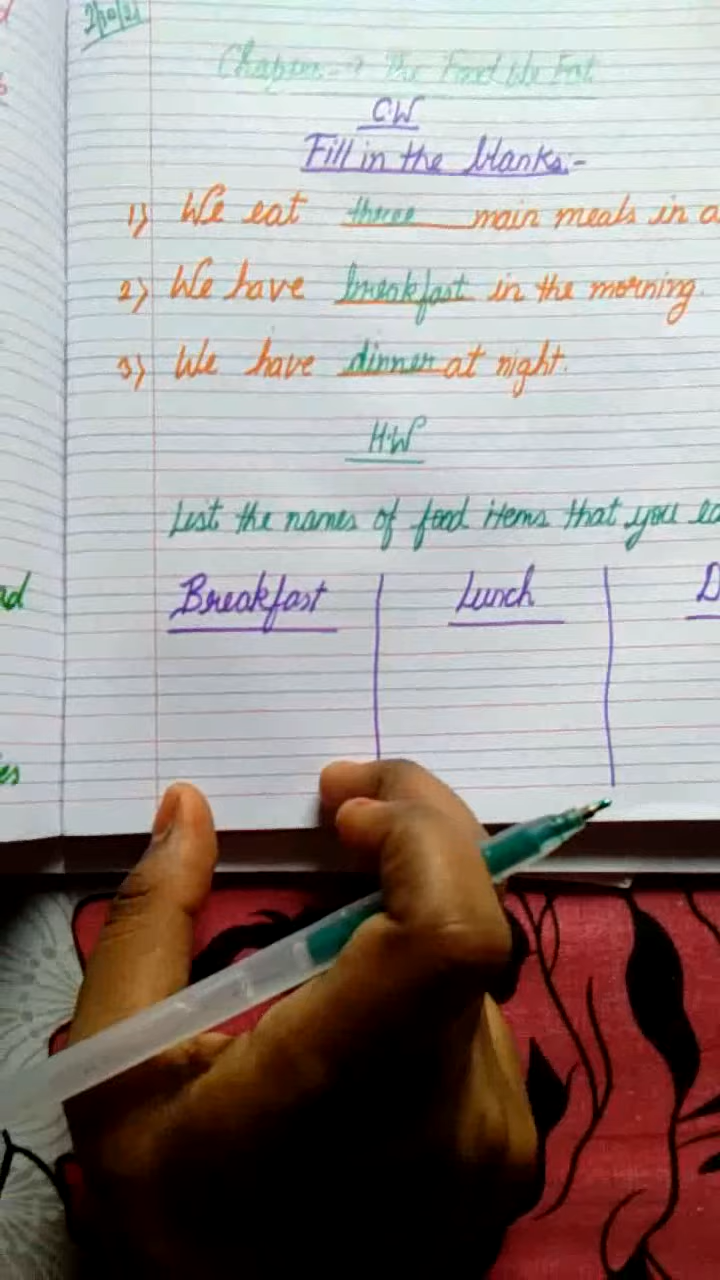 Chapter -> The Food We Eat
C.W
Fill in the blanks:-
1) We eat three main meals in a
2) We have breakfast in the morning.
3) We have dinner at night.
H.W
List the names of food items that you ea
Breakfast Lunch D